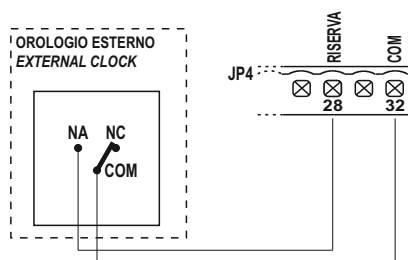 OROLOGIO ESTERNO
EXTERNAL CLOCK
NA NC
COM
JP4
RISERVA
COM
28 32